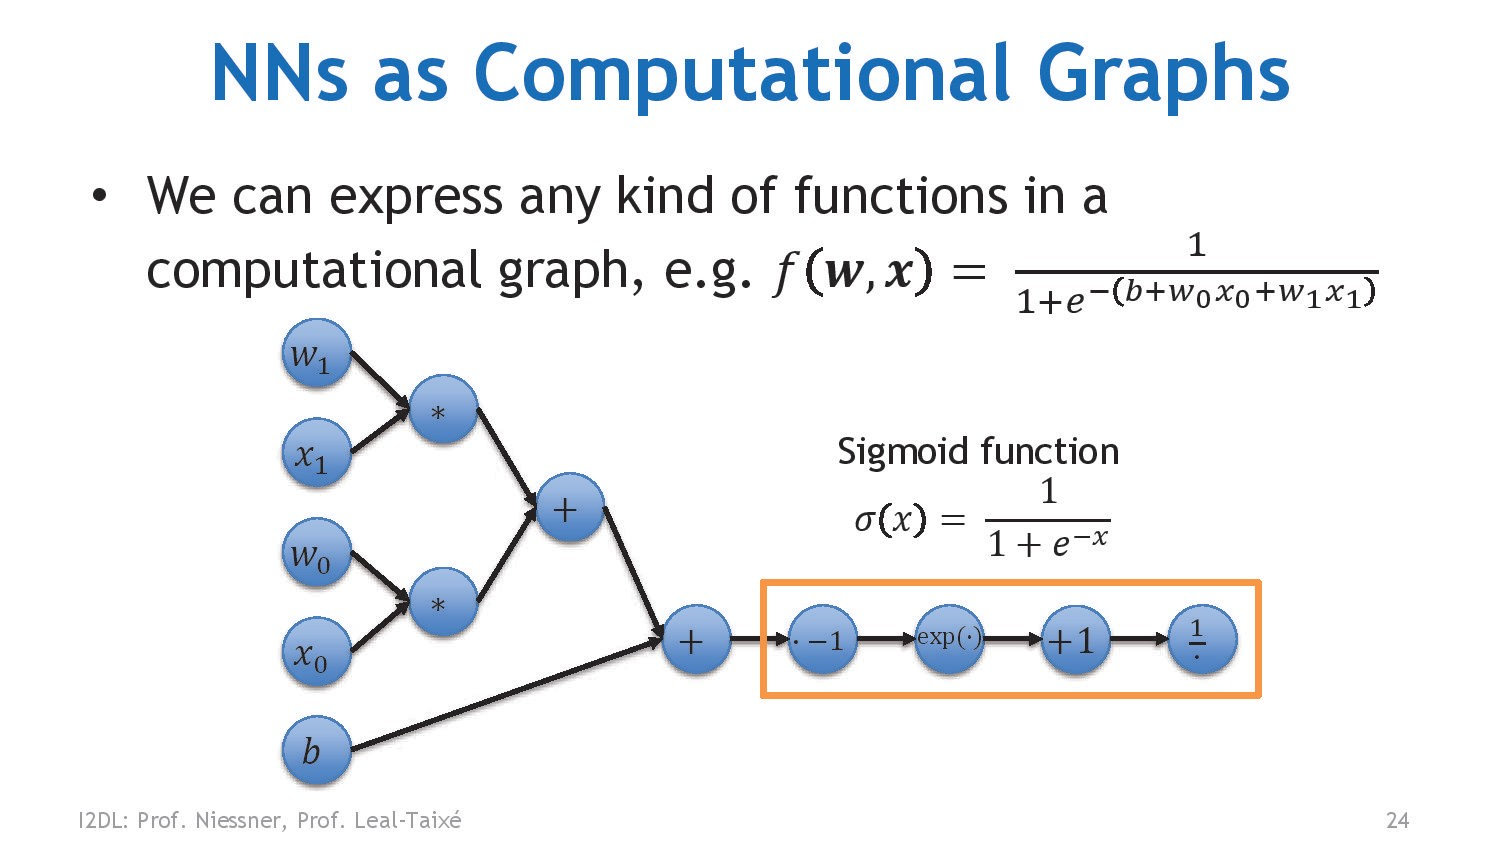 NNs as Computational Graphs
• We can express any kind of functions in a
computational graph, e.g. f(w, x) = 1 / (1+e^−(b+w₀x₀+w₁x₁))
w₁
∗
x₁
Sigmoid function
σ(x) = 1 / (1 + e^−x)
+
w₀
∗
x₀
+
· −1
exp(·)
+1
1/·
b
I2DL: Prof. Niessner, Prof. Leal-Taixé
24